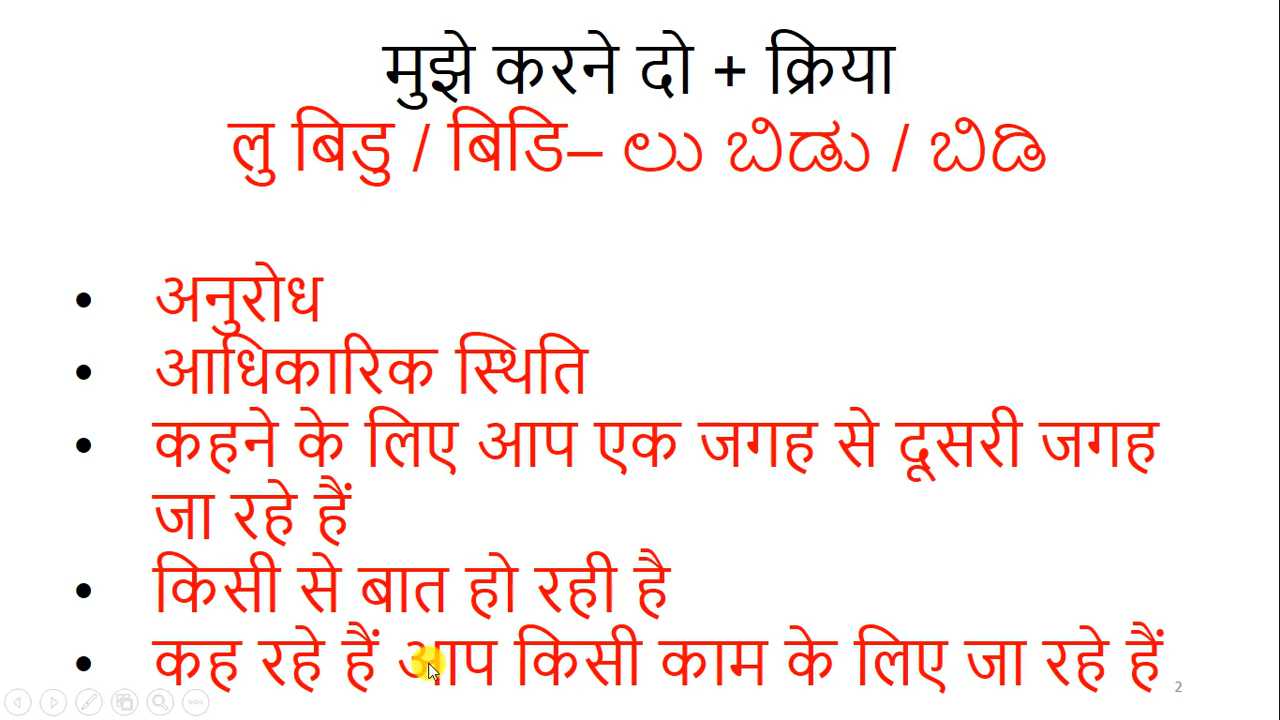 मुझे करने दो + क्रिया
लु बिडु / बिडि– ಲು ಬಿಡು / ಬಿಡಿ
• अनुरोध
• आधिकारिक स्थिति
• कहने के लिए आप एक जगह से दूसरी जगह
जा रहे हैं
• किसी से बात हो रही है
• कह रहे हैं आप किसी काम के लिए जा रहे हैं
2